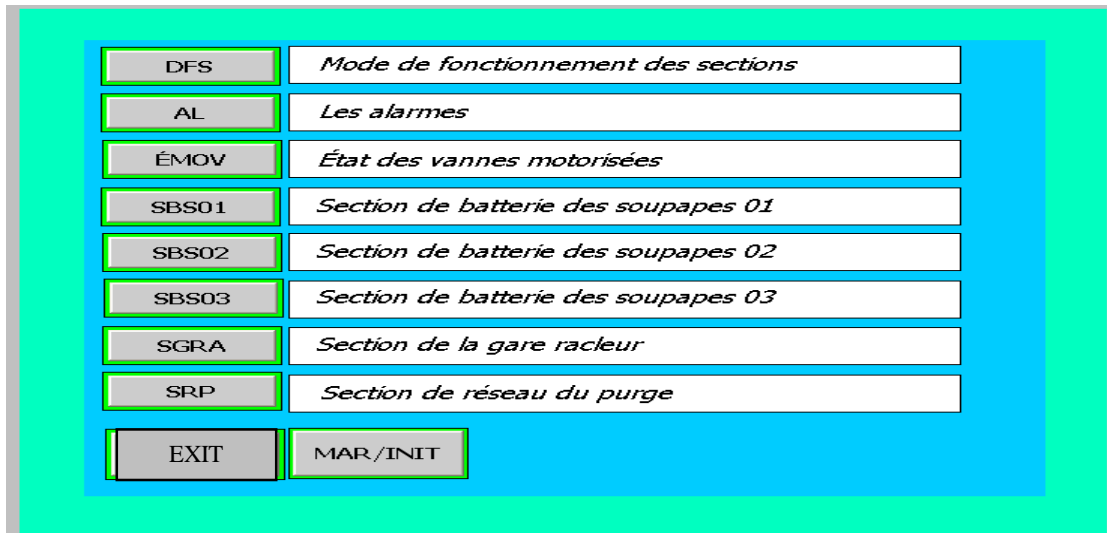 DFS Mode de fonctionnement des sections
AL Les alarmes
ÉMOV État des vannes motorisées
SBS01 Section de batterie des soupapes 01
SBS02 Section de batterie des soupapes 02
SBS03 Section de batterie des soupapes 03
SGRA Section de la gare racleur
SRP Section de réseau du purge
EXIT MAR/INIT